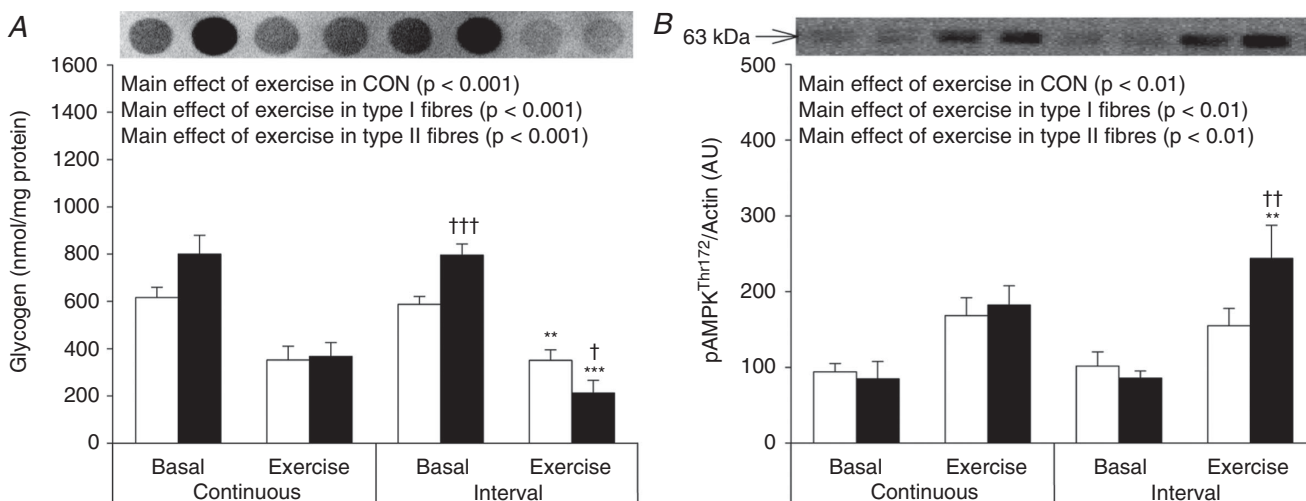 A
Main effect of exercise in CON (p < 0.001)
Main effect of exercise in type I fibres (p < 0.001)
Main effect of exercise in type II fibres (p < 0.001)
Glycogen (nmol/mg protein)
1600
1400
1200
1000
800
600
400
200
0
†††
**
†
***
Basal Exercise Basal Exercise
Continuous Interval
B
63 kDa
Main effect of exercise in CON (p < 0.01)
Main effect of exercise in type I fibres (p < 0.01)
Main effect of exercise in type II fibres (p < 0.01)
pAMPKThr172/Actin (AU)
500
400
300
200
100
0
††
**
Basal Exercise Basal Exercise
Continuous Interval